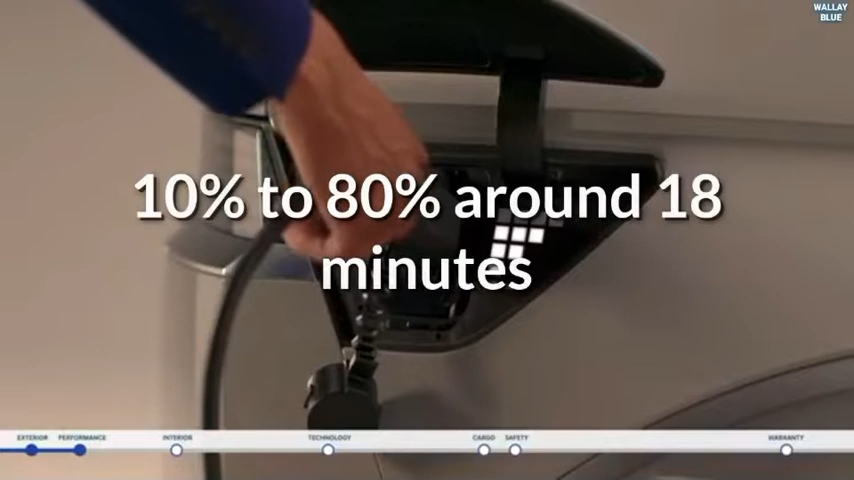 WALLAY
BLUE
10% to 80% around 18
minutes
EXTERIOR PERFORMANCE INTERIOR TECHNOLOGY CARGO SAFETY WARRANTY